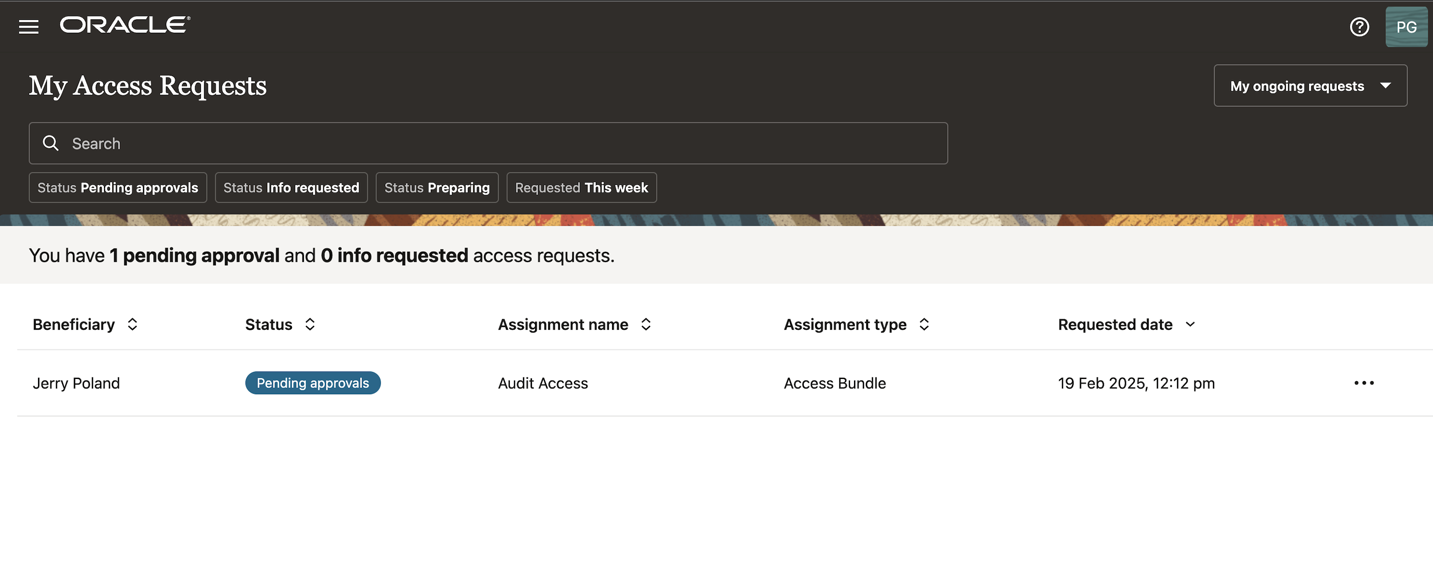 ORACLE®
PG
My Access Requests
My ongoing requests
Search
Status Pending approvals Status Info requested Status Preparing Requested This week
You have 1 pending approval and 0 info requested access requests.
Beneficiary Status Assignment name Assignment type Requested date
Jerry Poland Pending approvals Audit Access Access Bundle 19 Feb 2025, 12:12 pm